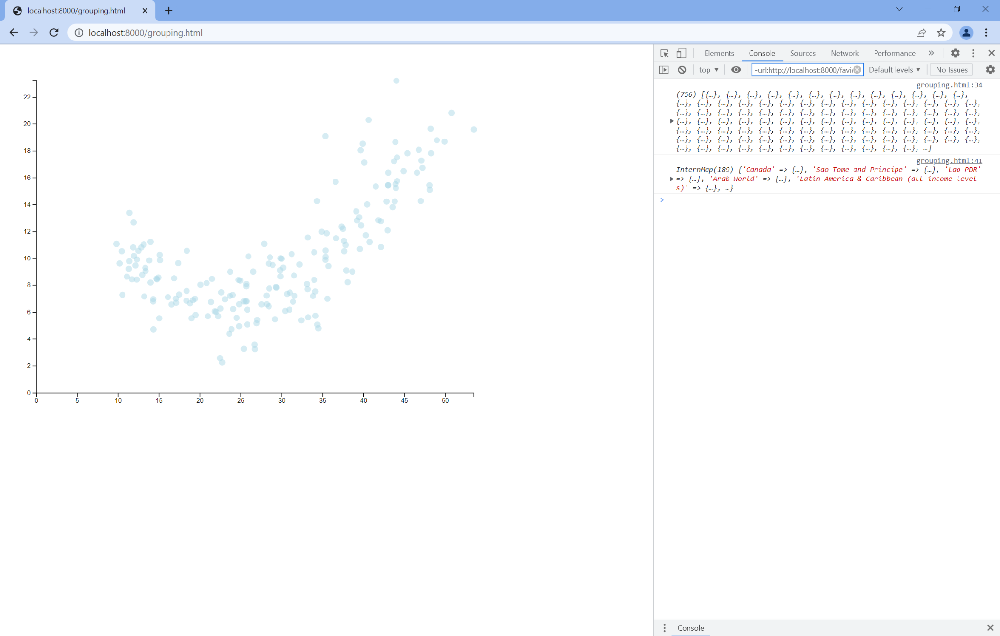 localhost:8000/grouping.html
localhost:8000/grouping.html
Elements Console Sources Network Performance
top -url:http://localhost:8000/favi Default levels No Issues
grouping.html:34
(756) [{…}, {…}, {…}, {…}, {…}, {…}, {…}, {…}, {…}, {…}, {…}, {…}, {…},
{…}, {…}, {…}, {…}, {…}, {…}, {…}, {…}, {…}, {…}, {…}, {…}, {…}, {…}, {…},
{…}, {…}, {…}, {…}, {…}, {…}, {…}, {…}, {…}, {…}, {…}, {…}, {…}, {…}, {…},
{…}, {…}, {…}, {…}, {…}, {…}, {…}, {…}, {…}, {…}, {…}, {…}, {…}, {…}, {…},
{…}, {…}, {…}, {…}, {…}, {…}, {…}, {…}, {…}, {…}, {…}, {…}, {…}, {…}, {…},
{…}, {…}, {…}, {…}, {…}, {…}, {…}, {…}, {…}, {…}, {…}, {…}, {…}, {…}, {…},
{…}, {…}, {…}, {…}, {…}, {…}, {…}, {…}, {…}, {…}, {…}, {…}, …]
grouping.html:41
InternMap(189) {'Canada' => {…}, 'Sao Tome and Principe' => {…}, 'Lao PDR'
=> {…}, 'Arab World' => {…}, 'Latin America & Caribbean (all income level
s)' => {…}, …}
22
20
18
16
14
12
10
8
6
4
2
0
0 5 10 15 20 25 30 35 40 45 50
Console